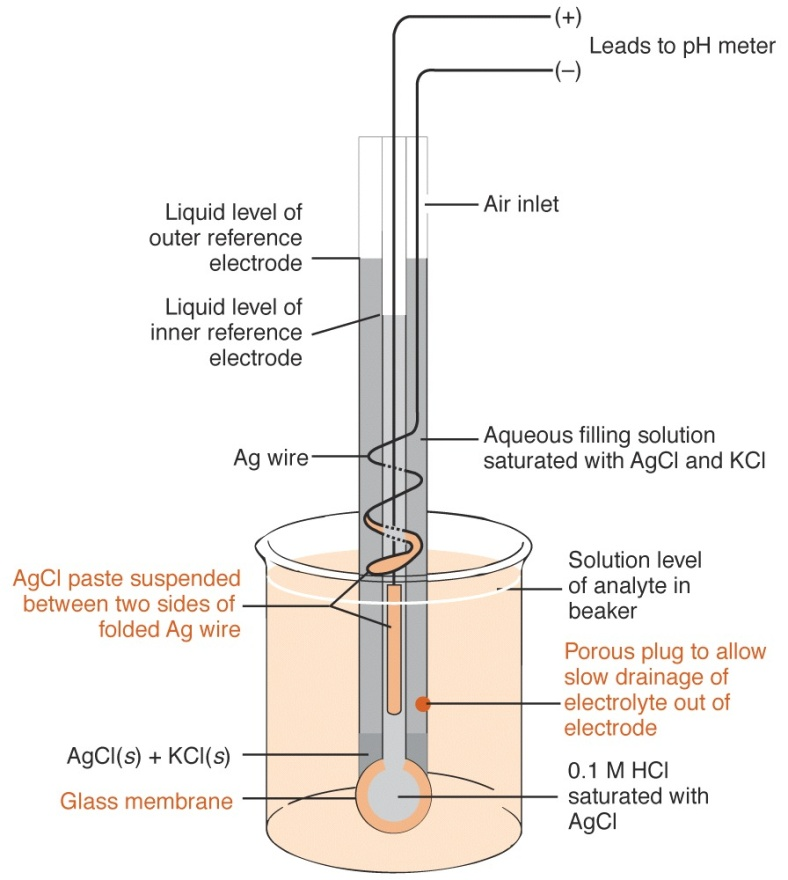 (+)
Leads to pH meter
(–)
Air inlet
Liquid level of
outer reference
electrode
Liquid level of
inner reference
electrode
Aqueous filling solution
saturated with AgCl and KCl
Ag wire
Solution level
of analyte in
beaker
AgCl paste suspended
between two sides of
folded Ag wire
Porous plug to allow
slow drainage of
electrolyte out of
electrode
AgCl(s) + KCl(s)
Glass membrane
0.1 M HCl
saturated with
AgCl